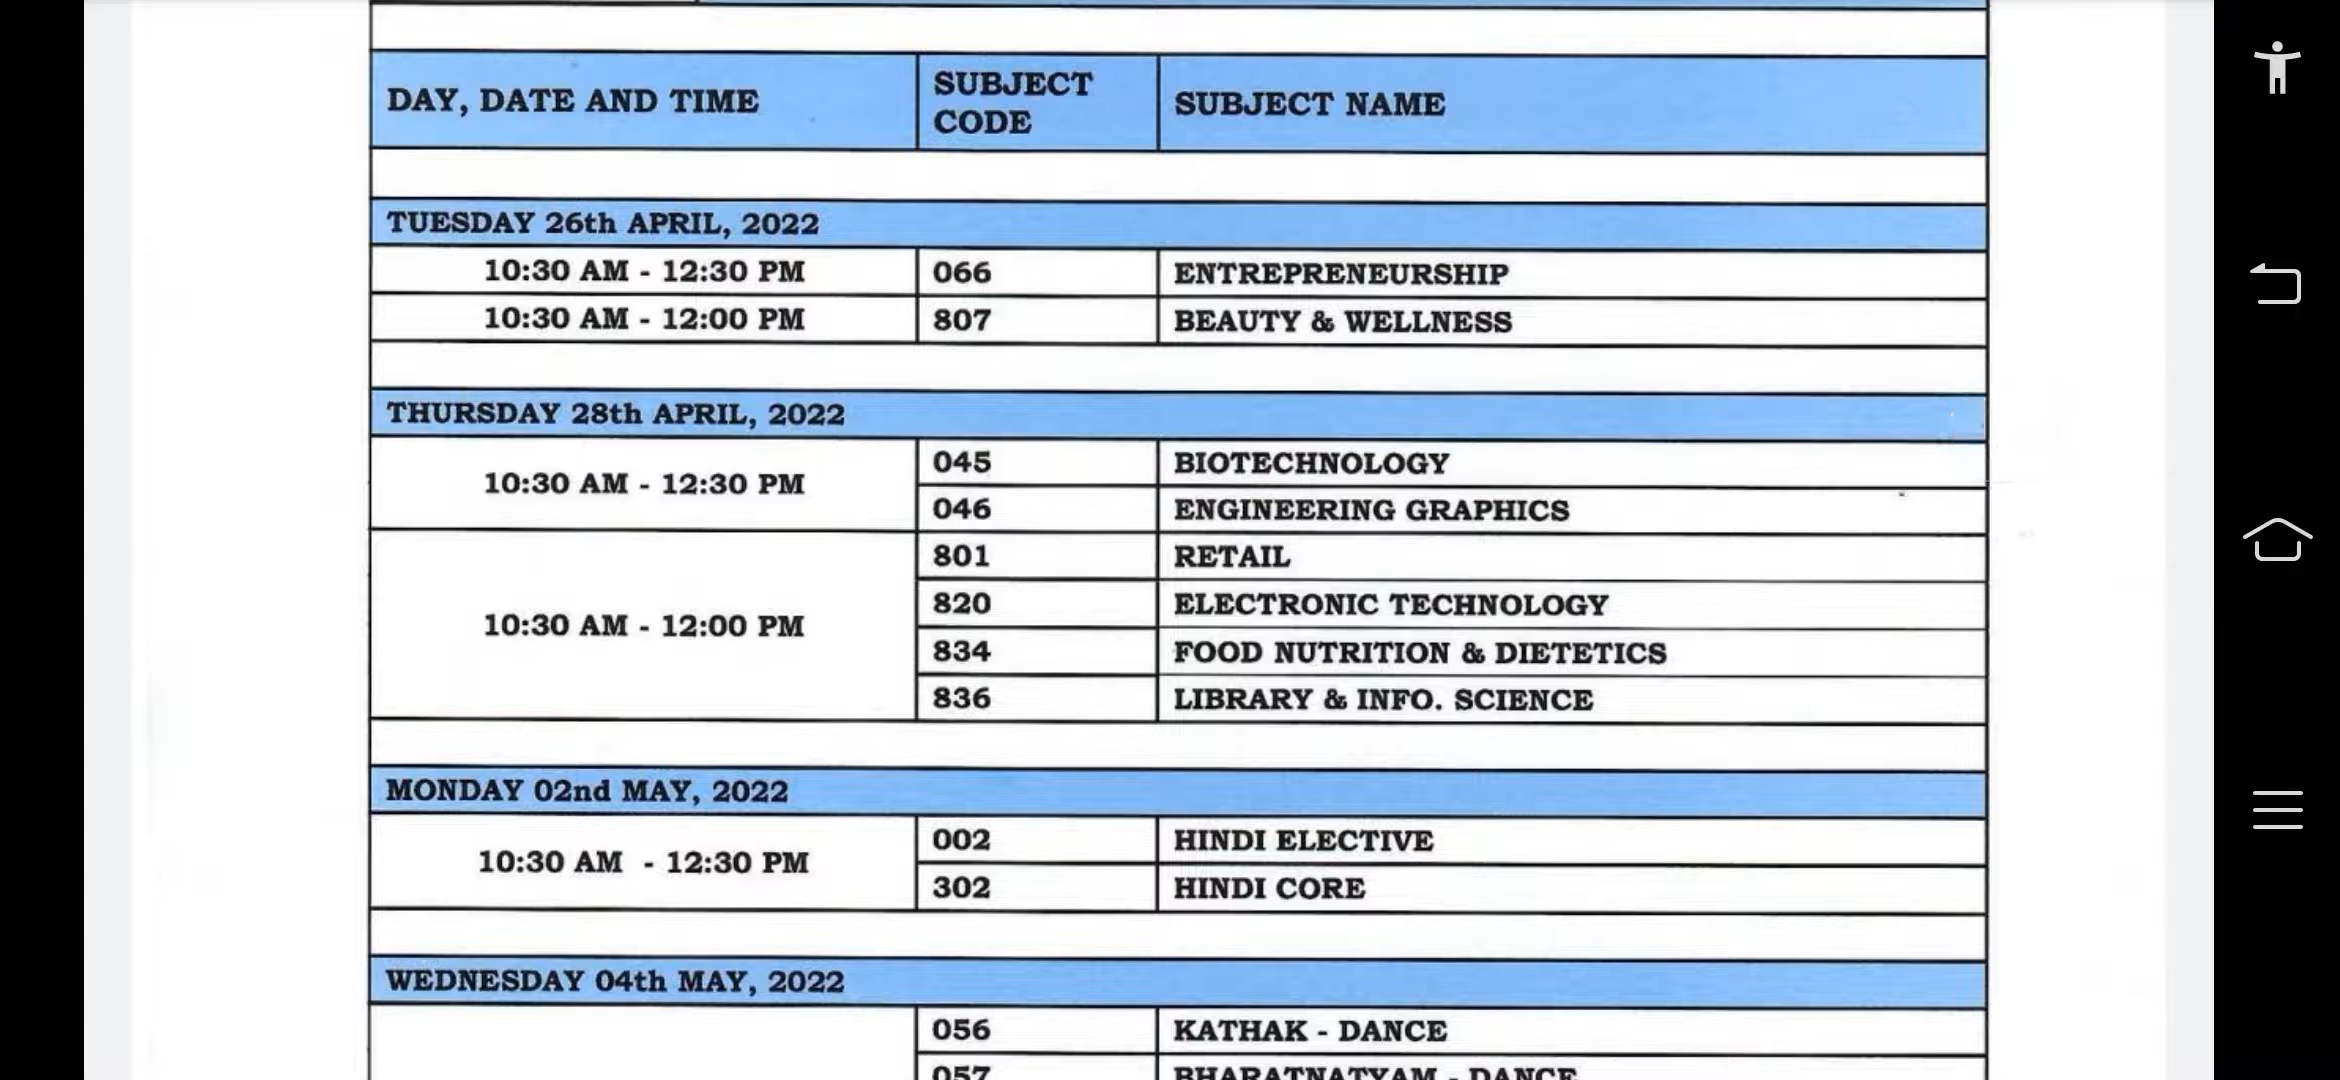 DAY, DATE AND TIME
SUBJECT CODE
SUBJECT NAME
TUESDAY 26th APRIL, 2022
10:30 AM - 12:30 PM 066 ENTREPRENEURSHIP
10:30 AM - 12:00 PM 807 BEAUTY & WELLNESS
THURSDAY 28th APRIL, 2022
10:30 AM - 12:30 PM
045 BIOTECHNOLOGY
046 ENGINEERING GRAPHICS
10:30 AM - 12:00 PM
801 RETAIL
820 ELECTRONIC TECHNOLOGY
834 FOOD NUTRITION & DIETETICS
836 LIBRARY & INFO. SCIENCE
MONDAY 02nd MAY, 2022
10:30 AM - 12:30 PM
002 HINDI ELECTIVE
302 HINDI CORE
WEDNESDAY 04th MAY, 2022
056 KATHAK - DANCE
057 BHARATNATYAM - DANCE